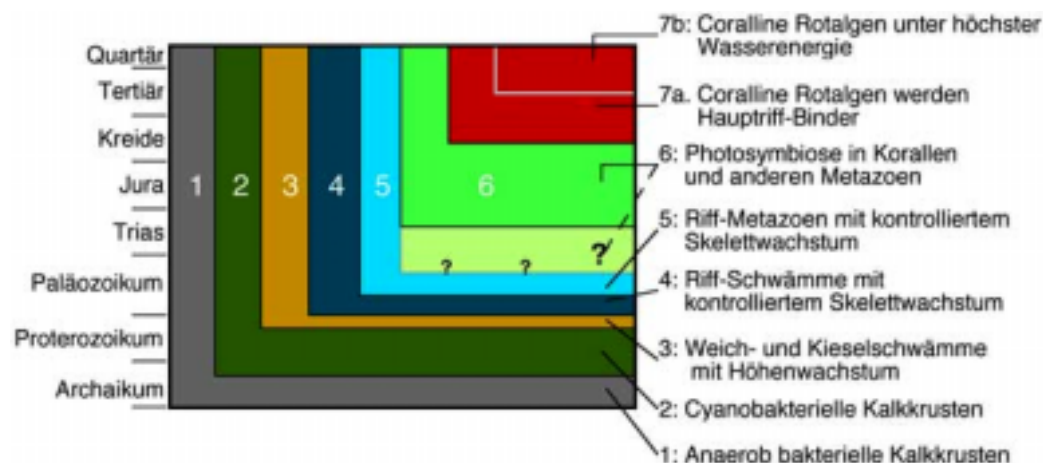 Quartär
Tertiär
Kreide
Jura
Trias
Paläozoikum
Proterozoikum
Archaikum
1 2 3 4 5 6
?
?
?
7b: Coralline Rotalgen unter höchster
Wasserenergie
7a. Coralline Rotalgen werden
Hauptriff-Binder
6: Photosymbiose in Korallen
und anderen Metazoen
5: Riff-Metazoen mit kontrolliertem
Skelettwachstum
4: Riff-Schwämme mit
kontrolliertem Skelettwachstum
3: Weich- und Kieselschwämme
mit Höhenwachstum
2: Cyanobakterielle Kalkkrusten
1: Anaerob bakterielle Kalkkrusten